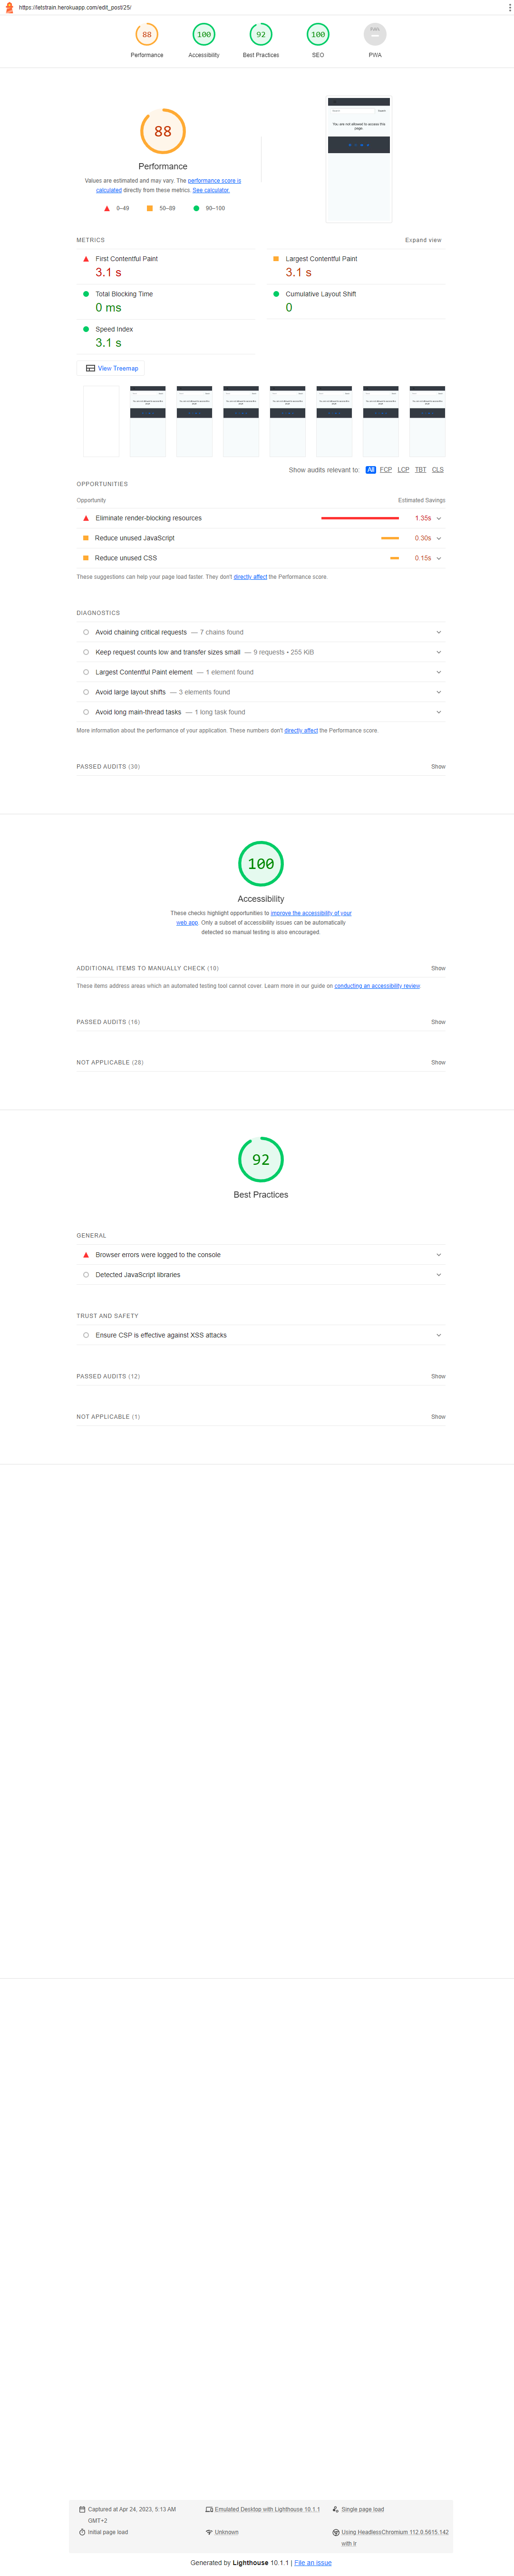 https://letstrain.herokuapp.com/edit_post/25/
88
100
92
100
Performance
Accessibility
Best Practices
SEO
PWA
88
Performance
Values are estimated and may vary. The performance score is
calculated directly from these metrics. See calculator.
0–49
50–89
90–100
You are not allowed to access this
page.
METRICS
Expand view
First Contentful Paint
3.1 s
Largest Contentful Paint
3.1 s
Total Blocking Time
0 ms
Cumulative Layout Shift
0
Speed Index
3.1 s
View Treemap
Show audits relevant to: All FCP LCP TBT CLS
OPPORTUNITIES
Opportunity
Estimated Savings
Eliminate render-blocking resources
1.35s
Reduce unused JavaScript
0.30s
Reduce unused CSS
0.15s
These suggestions can help your page load faster. They don't directly affect the Performance score.
DIAGNOSTICS
Avoid chaining critical requests — 7 chains found
Keep request counts low and transfer sizes small — 9 requests • 255 KiB
Largest Contentful Paint element — 1 element found
Avoid large layout shifts — 3 elements found
Avoid long main-thread tasks — 1 long task found
More information about the performance of your application. These numbers don't directly affect the Performance score.
PASSED AUDITS (30)
Show
100
Accessibility
These checks highlight opportunities to improve the accessibility of your
web app. Only a subset of accessibility issues can be automatically
detected so manual testing is also encouraged.
ADDITIONAL ITEMS TO MANUALLY CHECK (10)
Show
These items address areas which an automated testing tool cannot cover. Learn more in our guide on conducting an accessibility review.
PASSED AUDITS (16)
Show
NOT APPLICABLE (28)
Show
92
Best Practices
GENERAL
Browser errors were logged to the console
Detected JavaScript libraries
TRUST AND SAFETY
Ensure CSP is effective against XSS attacks
PASSED AUDITS (12)
Show
NOT APPLICABLE (1)
Show
Captured at Apr 24, 2023, 5:13 AM
GMT+2
Emulated Desktop with Lighthouse 10.1.1
Single page load
Initial page load
Unknown
Using HeadlessChromium 112.0.5615.142
with lr
Generated by Lighthouse 10.1.1 | File an issue